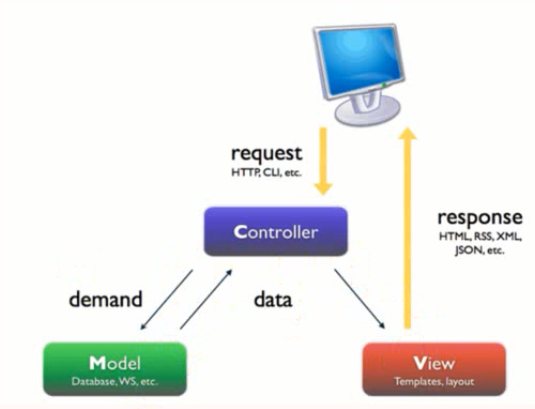 request
HTTP, CLI, etc.
Controller
response
HTML, RSS, XML,
JSON, etc.
demand
data
Model
Database, WS, etc.
View
Templates, layout